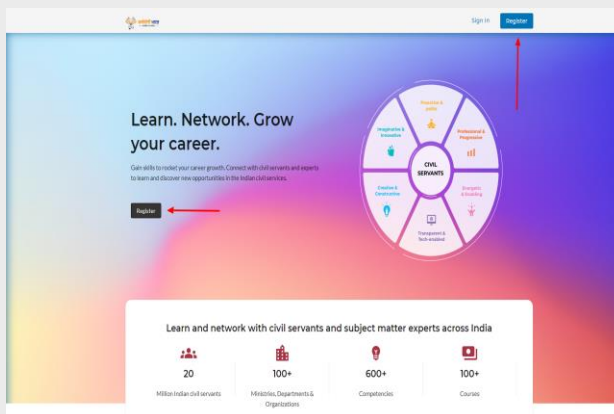 Sign In
Register
Learn. Network. Grow
your career.
Gain skills to rocket your career growth. Connect with civil servants and experts
to learn and discover new opportunities in the Indian civil services.
Register
Imaginative &
Innovative
Professional &
Progressive
CIVIL
SERVANTS
Creative &
Constructive
Energetic
& Enabling
Transparent &
Tech-enabled
Learn and network with civil servants and subject matter experts across India
20
100+
600+
100+
Million Indian civil servants
Ministries, Departments &
Organizations
Competencies
Courses